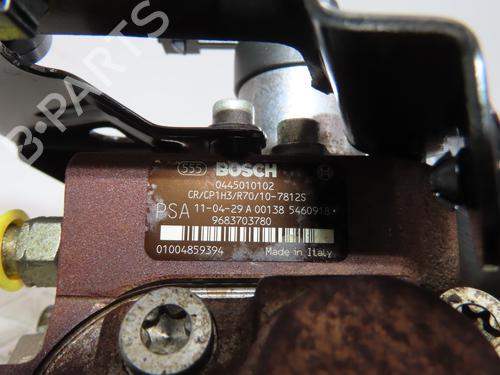 B-PARTS
555 BOSCH
0445010102
CR/CP1H3/R70/10-7812S
PSA 11-04-29 A 00138 5460918
9683703780
01004859394 Made in Italy